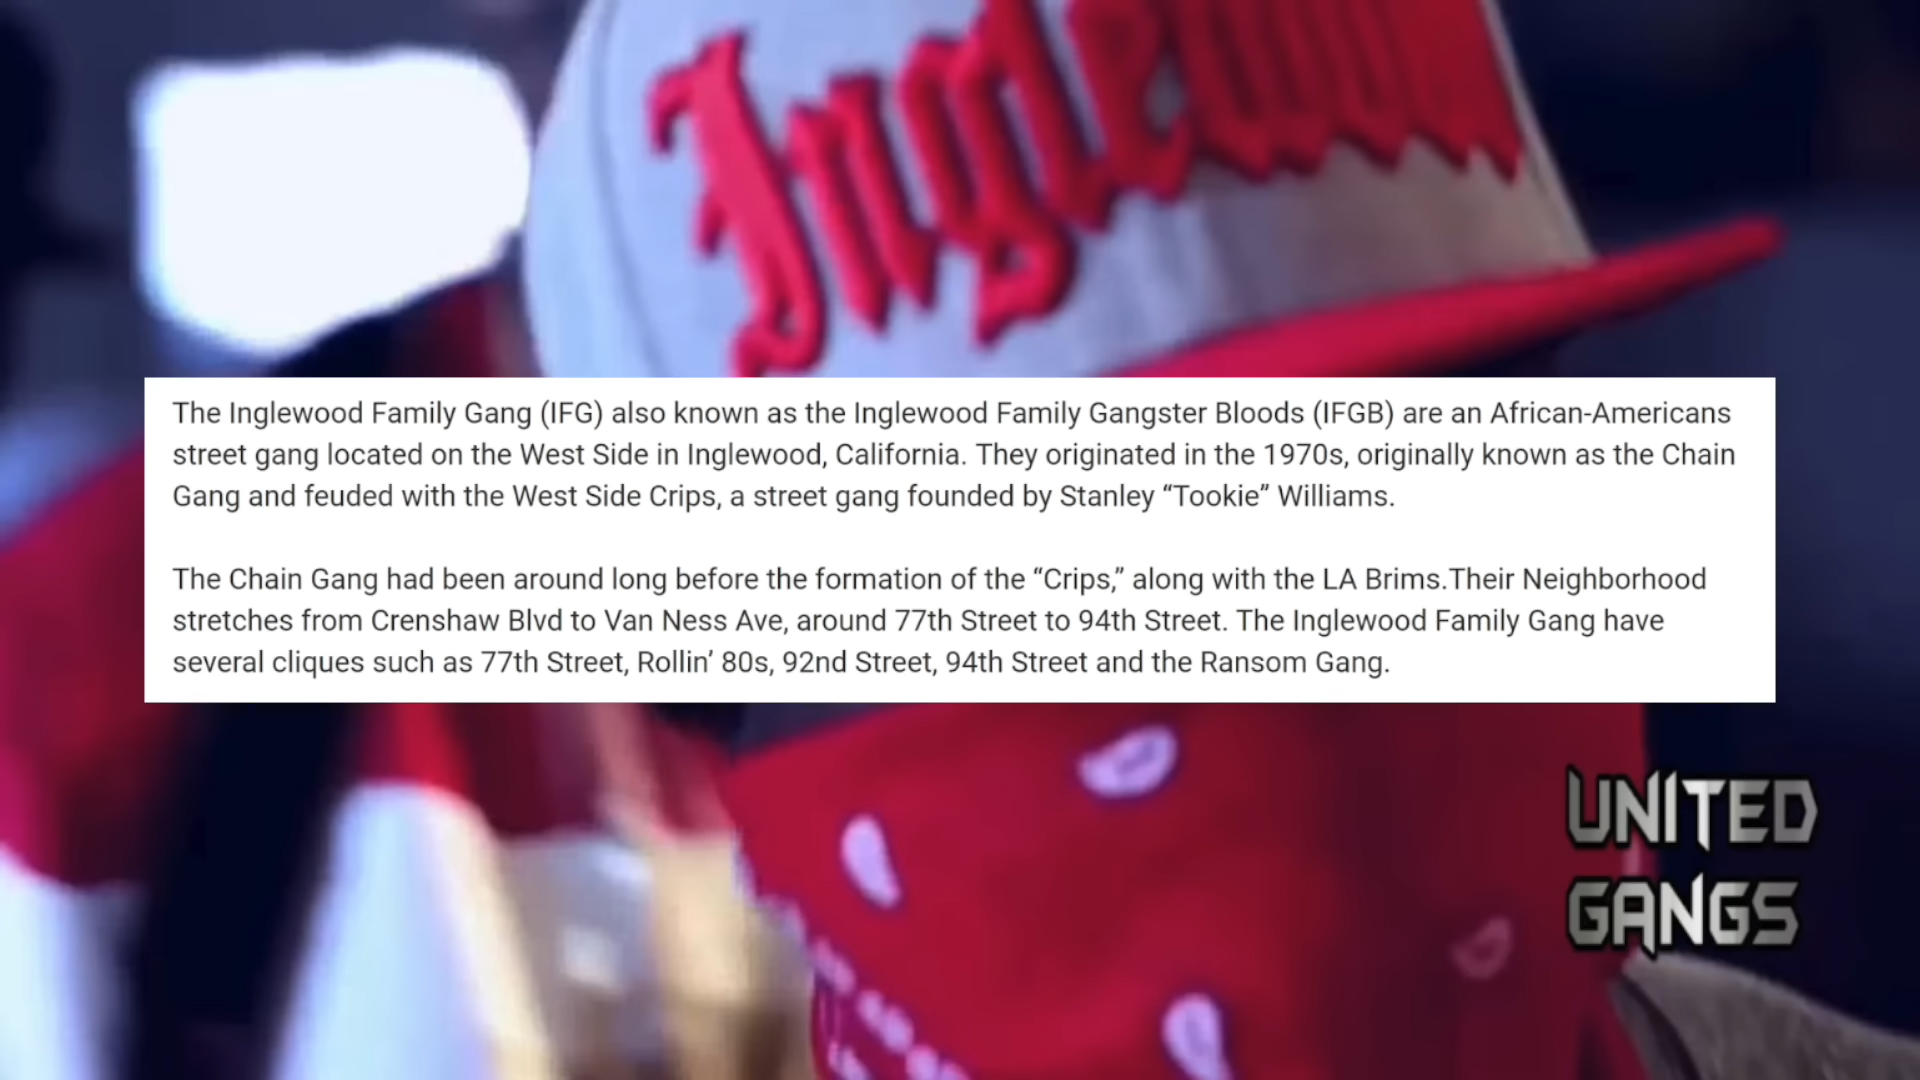 Inglewoo
The Inglewood Family Gang (IFG) also known as the Inglewood Family Gangster Bloods (IFGB) are an African-Americans
street gang located on the West Side in Inglewood, California. They originated in the 1970s, originally known as the Chain
Gang and feuded with the West Side Crips, a street gang founded by Stanley “Tookie” Williams.
The Chain Gang had been around long before the formation of the “Crips,” along with the LA Brims.Their Neighborhood
stretches from Crenshaw Blvd to Van Ness Ave, around 77th Street to 94th Street. The Inglewood Family Gang have
several cliques such as 77th Street, Rollin’ 80s, 92nd Street, 94th Street and the Ransom Gang.
UNITED
GANGS